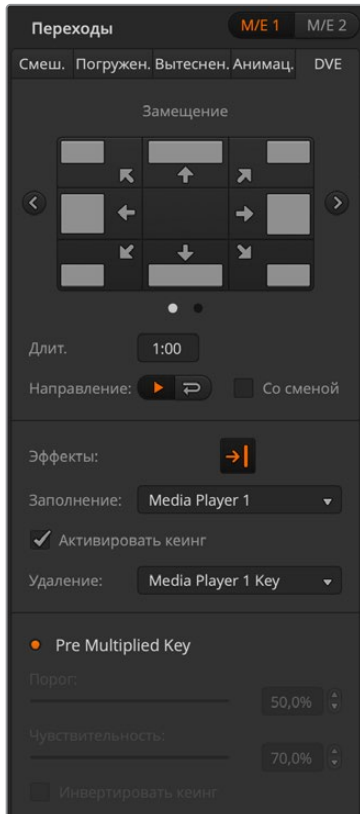 Переходы M/E 1 M/E 2
Смеш. Погружен. Вытеснен. Анимац. DVE
Замещение
Длит. 1:00
Направление: Со сменой
Эффекты:
Заполнение: Media Player 1
Активировать кеинг
Удаление: Media Player 1 Key
Pre Multiplied Key
Порог:
50,0%
Чувствительность:
70,0%
Инвертировать кеинг